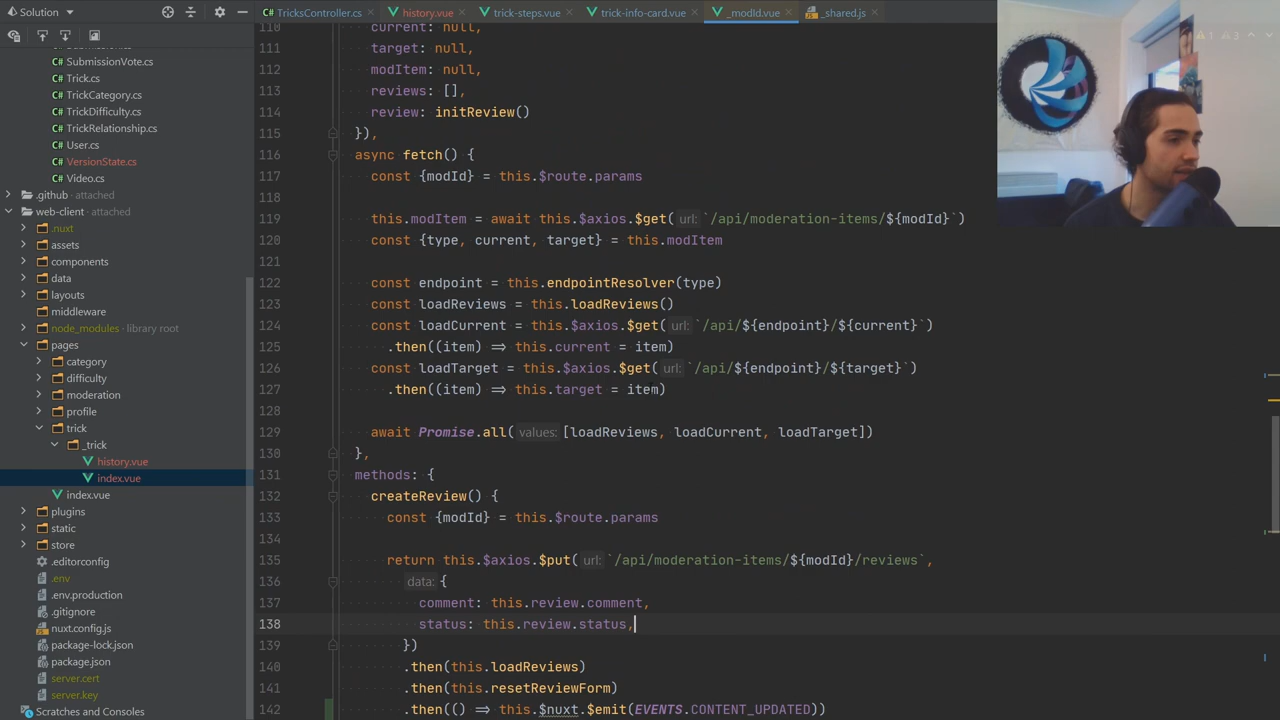 Solution
TricksController.cs
history.vue
trick-steps.vue
trick-info-card.vue
_modId.vue
_shared.js
SubmissionVote.cs
Trick.cs
TrickCategory.cs
TrickDifficulty.cs
TrickRelationship.cs
User.cs
VersionState.cs
Video.cs
.github attached
web-client attached
.nuxt
assets
components
data
layouts
middleware
node_modules library root
pages
category
difficulty
moderation
profile
trick
_trick
history.vue
index.vue
index.vue
plugins
static
store
.editorconfig
.env
.env.production
.gitignore
nuxt.config.js
package-lock.json
package.json
server.cert
server.key
Scratches and Consoles
1 3
110 current: null,
111 target: null,
112 modItem: null,
113 reviews: [],
114 review: initReview()
115 }),
116 async fetch() {
117 const {modId} = this.$route.params
118
119 this.modItem = await this.$axios.$get( url: `/api/moderation-items/${modId}`)
120 const {type, current, target} = this.modItem
121
122 const endpoint = this.endpointResolver(type)
123 const loadReviews = this.loadReviews()
124 const loadCurrent = this.$axios.$get( url: `/api/${endpoint}/${current}`)
125 .then((item) => this.current = item)
126 const loadTarget = this.$axios.$get( url: `/api/${endpoint}/${target}`)
127 .then((item) => this.target = item)
128
129 await Promise.all( values: [loadReviews, loadCurrent, loadTarget])
130 },
131 methods: {
132 createReview() {
133 const {modId} = this.$route.params
134
135 return this.$axios.$put( url: `/api/moderation-items/${modId}/reviews`,
136 data: {
137 comment: this.review.comment,
138 status: this.review.status,
139 })
140 .then(this.loadReviews)
141 .then(this.resetReviewForm)
142 .then(() => this.$nuxt.$emit(EVENTS.CONTENT_UPDATED))